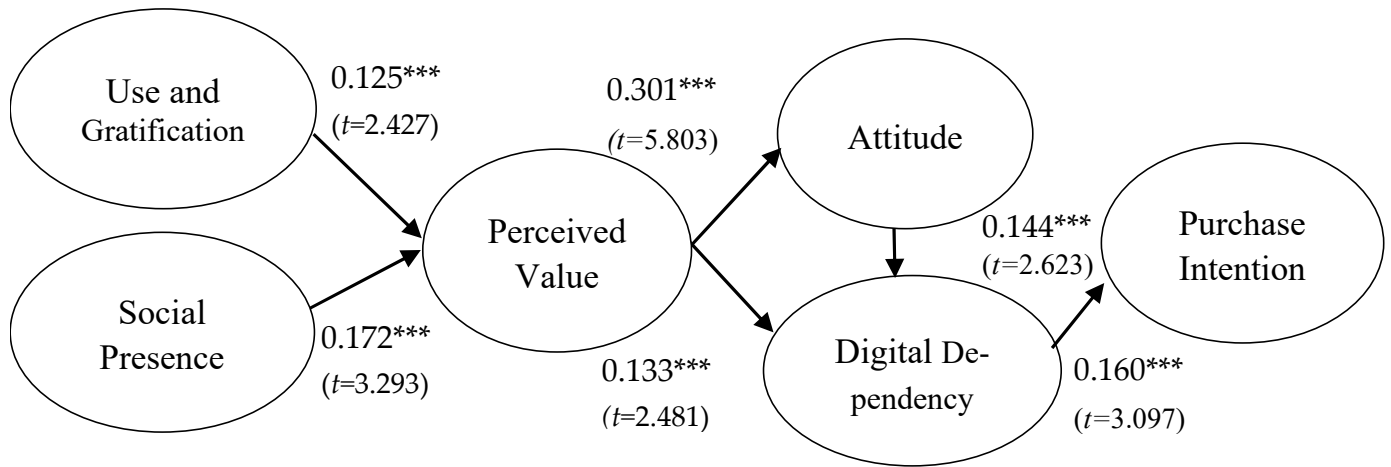 Use and
Gratification
0.125***
(t=2.427)
Social
Presence
0.172***
(t=3.293)
Perceived
Value
0.301***
(t=5.803)
0.133***
(t=2.481)
Attitude
0.144***
(t=2.623)
Digital De-
pendency
0.160***
(t=3.097)
Purchase
Intention